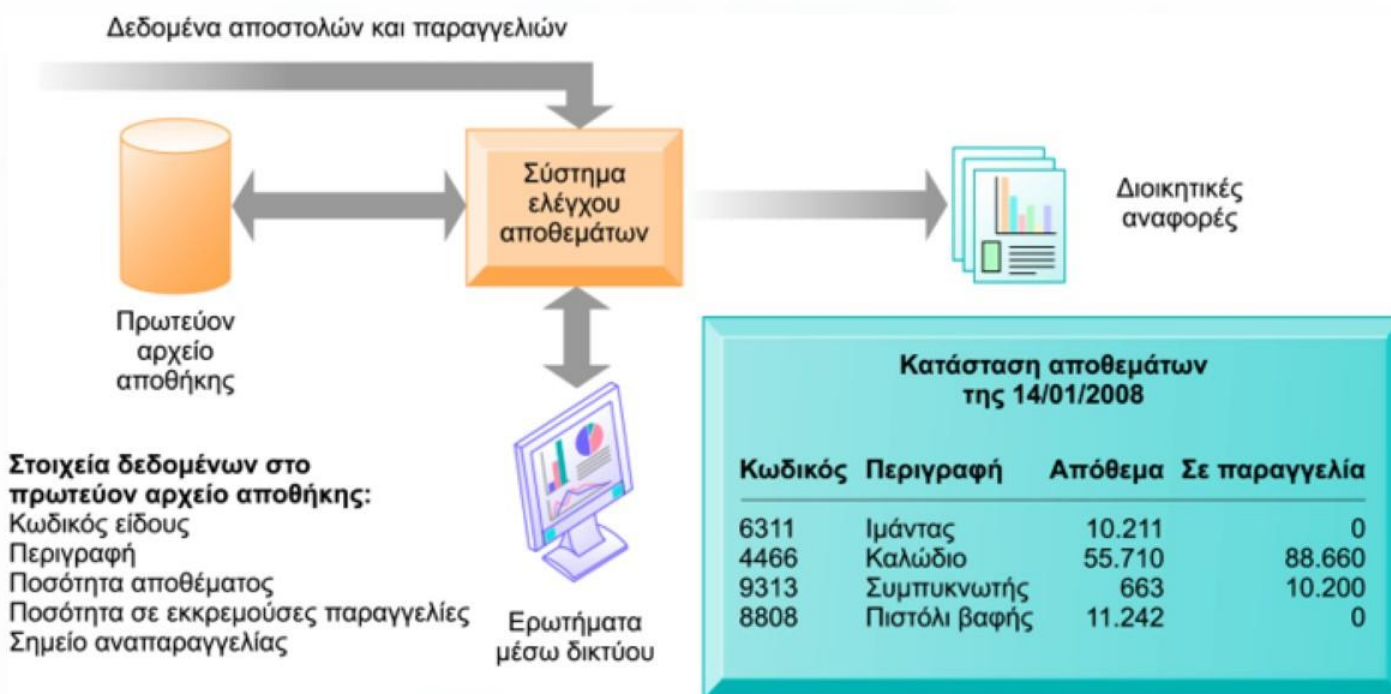 Δεδομένα αποστολών και παραγγελιών
Σύστημα
ελέγχου
αποθεμάτων
Διοικητικές
αναφορές
Πρωτεύον
αρχείο
αποθήκης
Στοιχεία δεδομένων στο
πρωτεύον αρχείο αποθήκης:
Κωδικός είδους
Περιγραφή
Ποσότητα αποθέματος
Ποσότητα σε εκκρεμούσες παραγγελίες
Σημείο αναπαραγγελίας
Ερωτήματα
μέσω δικτύου
Κατάσταση αποθεμάτων
της 14/01/2008
Κωδικός Περιγραφή Απόθεμα Σε παραγγελία
6311 Ιμάντας 10.211 0
4466 Καλώδιο 55.710 88.660
9313 Συμπυκνωτής 663 10.200
8808 Πιστόλι βαφής 11.242 0